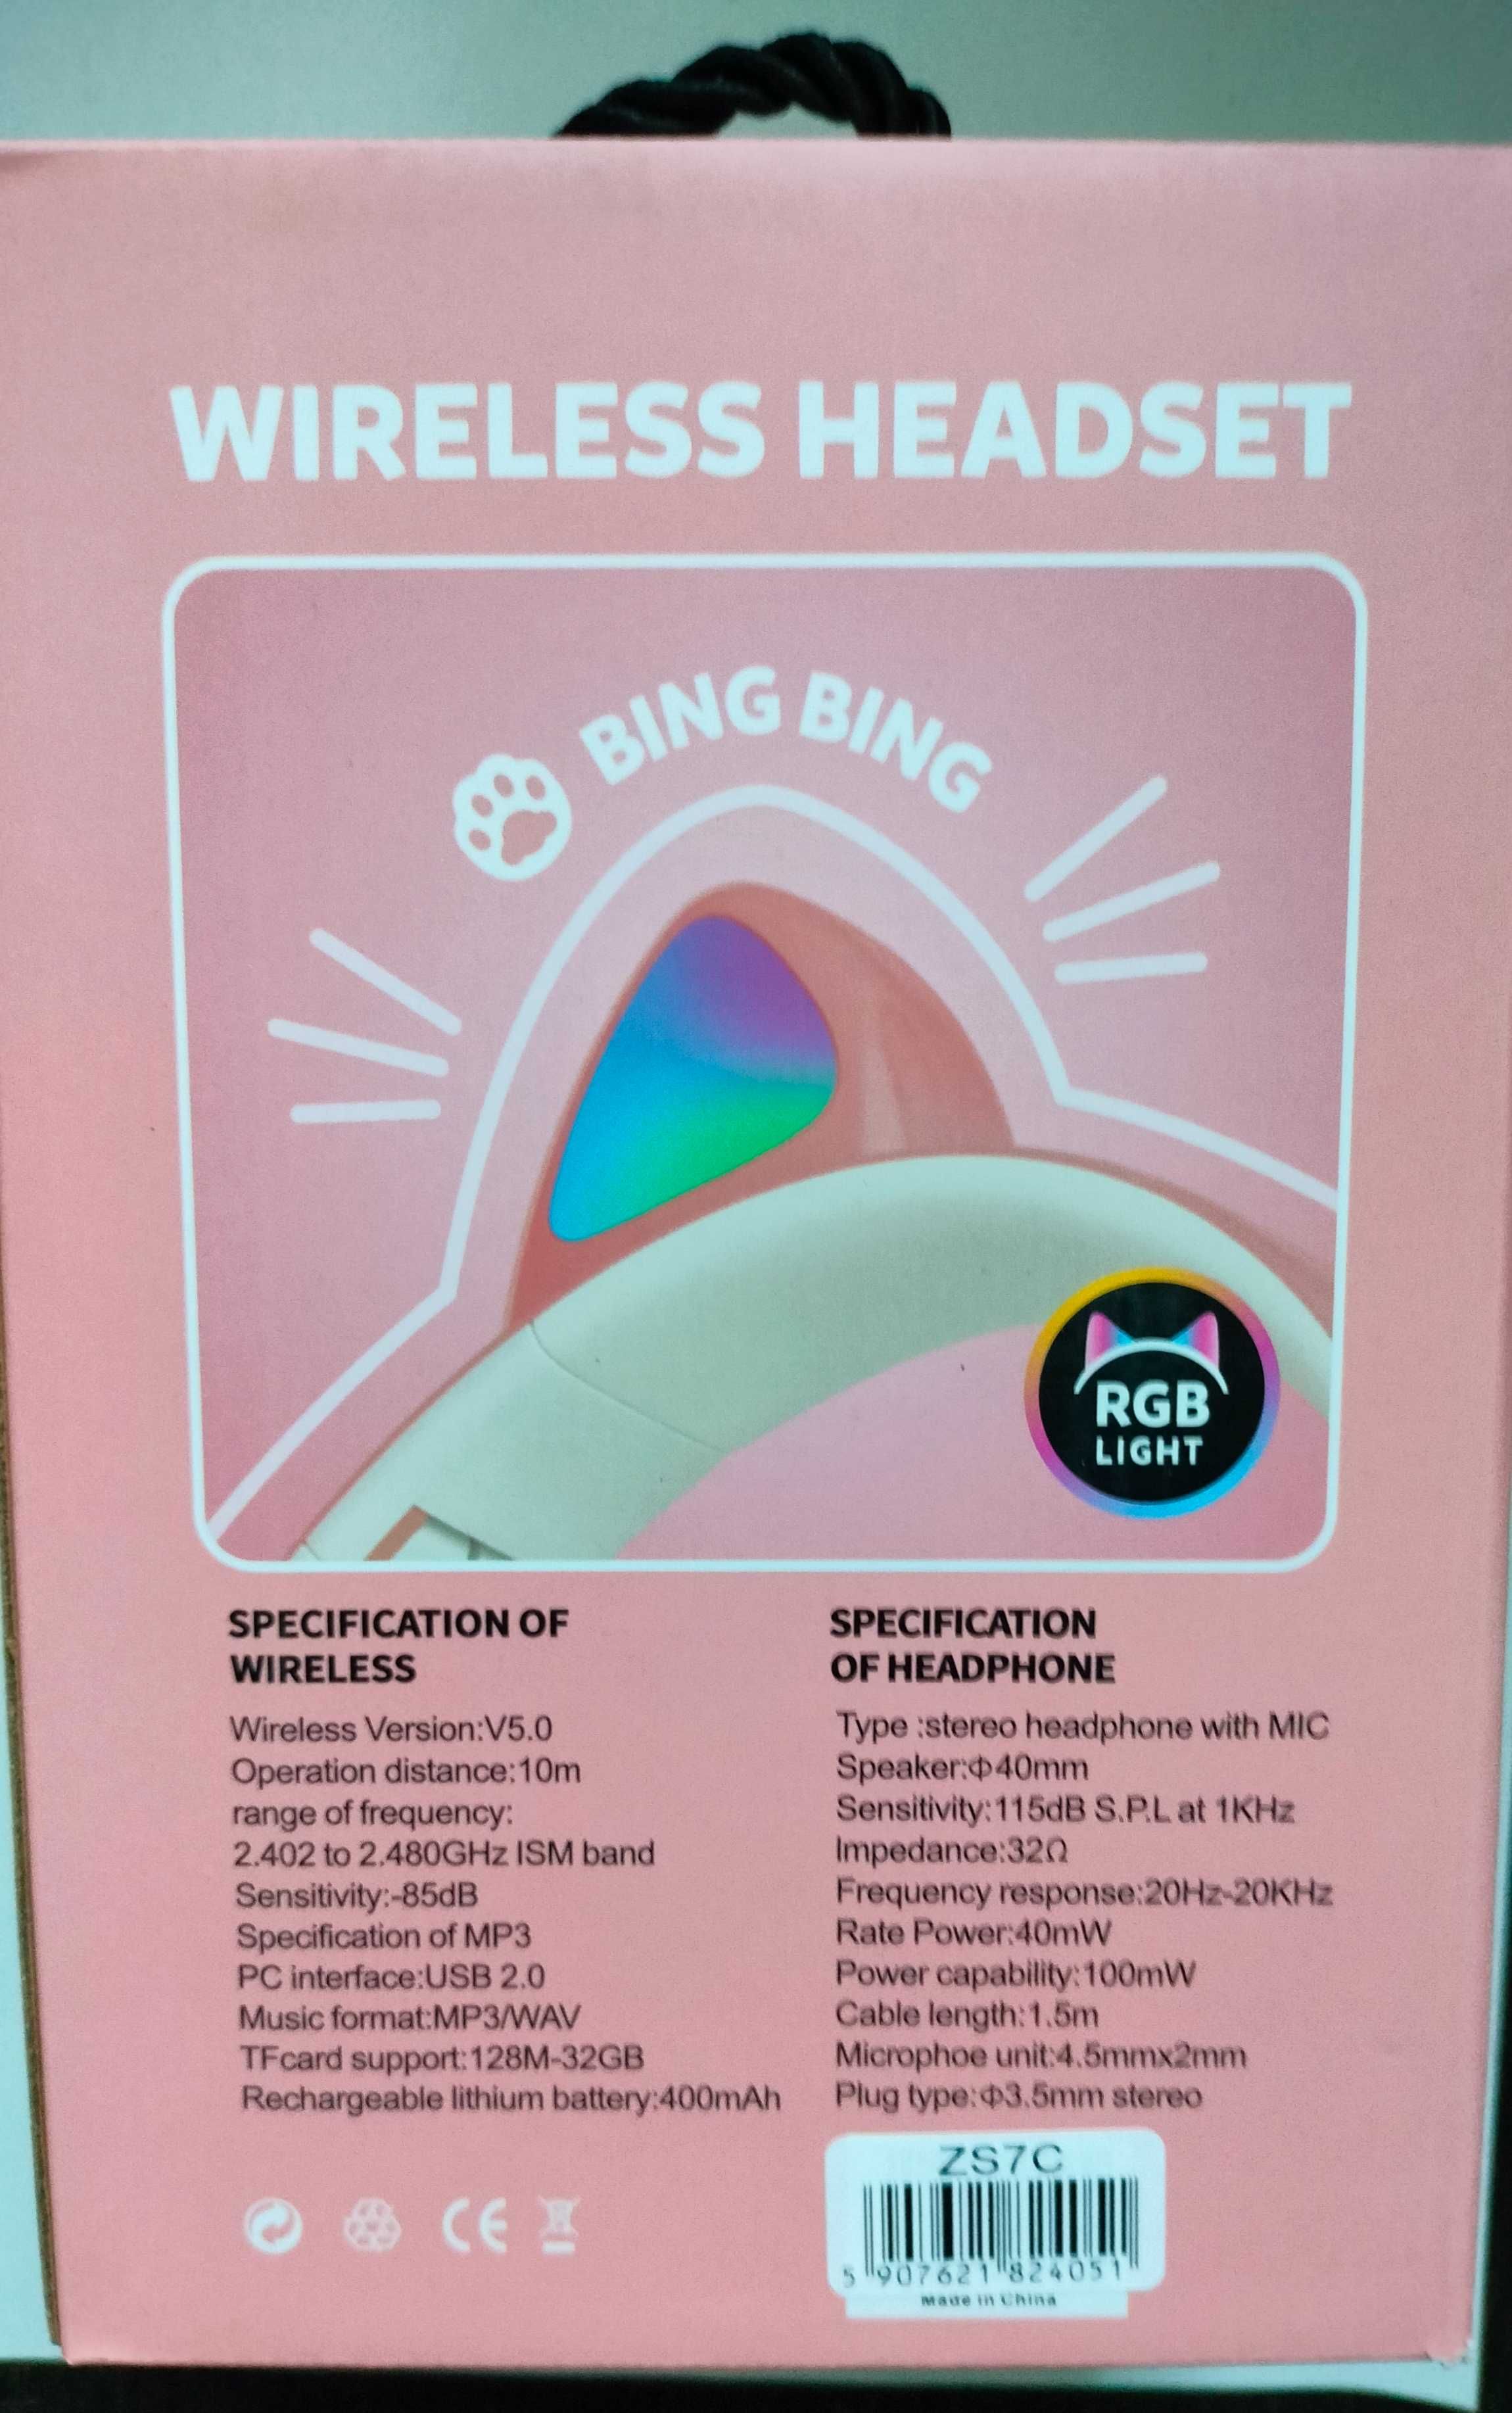 WIRELESS HEADSET
BING BING
RGB
LIGHT
SPECIFICATION OF
WIRELESS
Wireless Version:V5.0
Operation distance:10m
range of frequency:
2.402 to 2.480GHz ISM band
Sensitivity:-85dB
Specification of MP3
PC interface:USB 2.0
Music format:MP3/WAV
TFcard support:128M-32GB
Rechargeable lithium battery:400mAh
SPECIFICATION
OF HEADPHONE
Type :stereo headphone with MIC
Speaker:Φ40mm
Sensitivity:115dB S.P.L at 1KHz
Impedance:32Ω
Frequency response:20Hz-20KHz
Rate Power:40mW
Power capability:100mW
Cable length:1.5m
Microphoe unit:4.5mmx2mm
Plug type:Φ3.5mm stereo
CE
ZS7C
5 907621 824051
Made in China